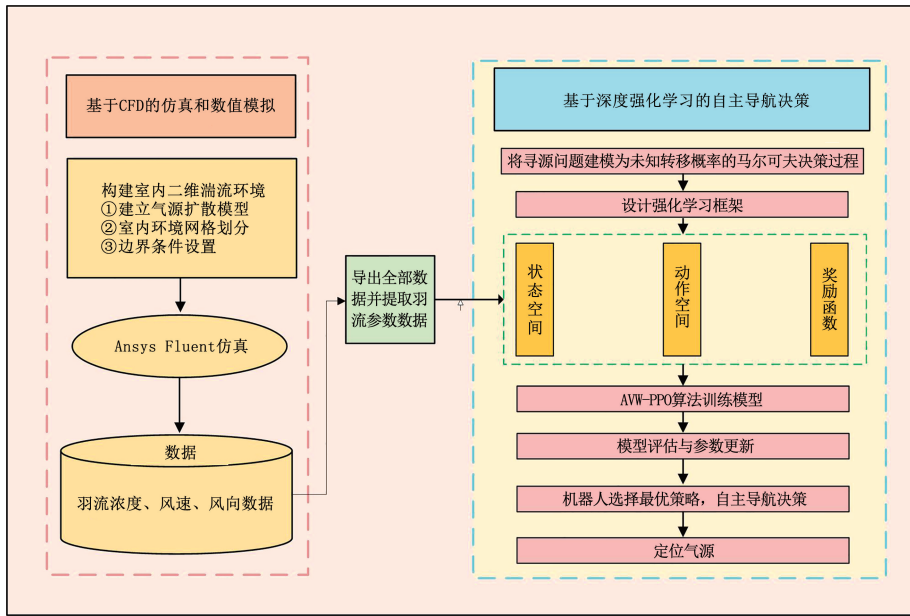 基于CFD的仿真和数值模拟
构建室内二维湍流环境
①建立气源扩散模型
②室内环境网格划分
③边界条件设置
Ansys Fluent仿真
数据
羽流浓度、风速、风向数据
导出全部数
据并提取羽
流参数数据
基于深度强化学习的自主导航决策
将寻源问题建模为未知转移概率的马尔可夫决策过程
设计强化学习框架
状态空间
动作空间
奖励函数
AVW-PPO算法训练模型
模型评估与参数更新
机器人选择最优策略，自主导航决策
定位气源